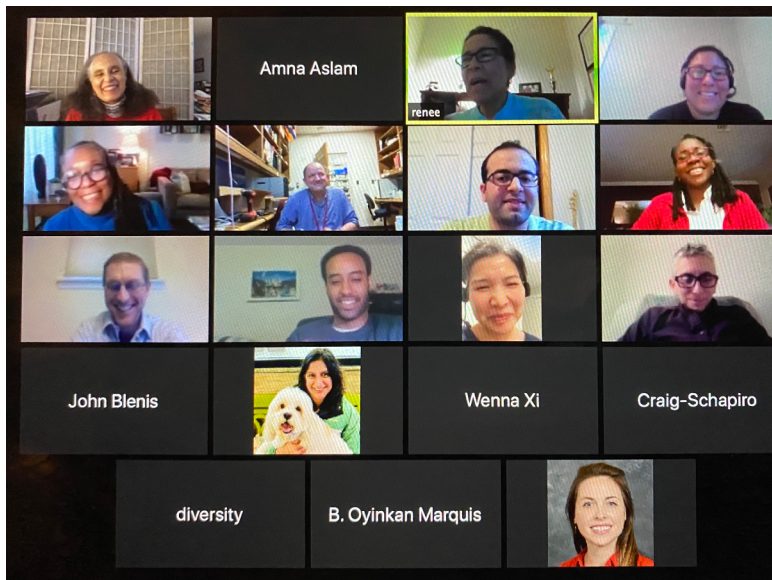 Amna Aslam
renee
John Blenis
Wenna Xi
Craig-Schapiro
diversity
B. Oyinkan Marquis